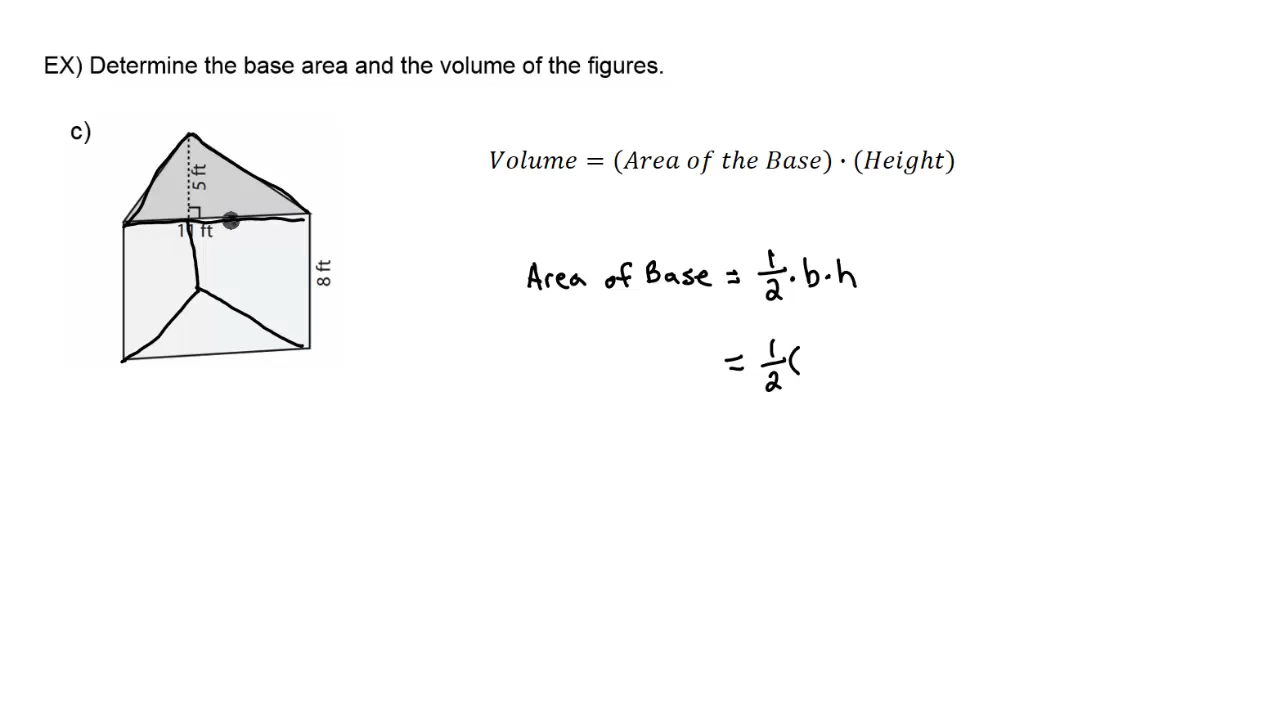 EX) Determine the base area and the volume of the figures.
c)
5 ft
11 ft
8 ft
Volume = (Area of the Base) · (Height)
Area of Base = 1/2 · b · h
= 1/2 (